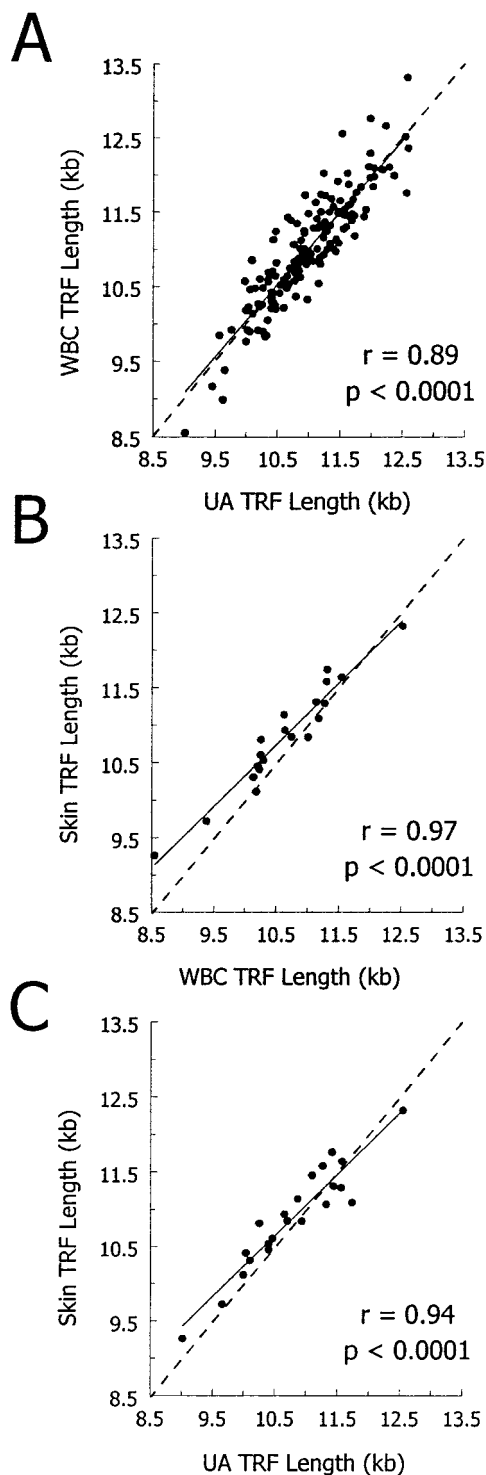 A
13.5
12.5
11.5
10.5
9.5
8.5
WBC TRF Length (kb)
r = 0.89
p < 0.0001
8.5 9.5 10.5 11.5 12.5 13.5
UA TRF Length (kb)
B
13.5
12.5
11.5
10.5
9.5
8.5
Skin TRF Length (kb)
r = 0.97
p < 0.0001
8.5 9.5 10.5 11.5 12.5 13.5
WBC TRF Length (kb)
C
13.5
12.5
11.5
10.5
9.5
8.5
Skin TRF Length (kb)
r = 0.94
p < 0.0001
8.5 9.5 10.5 11.5 12.5 13.5
UA TRF Length (kb)